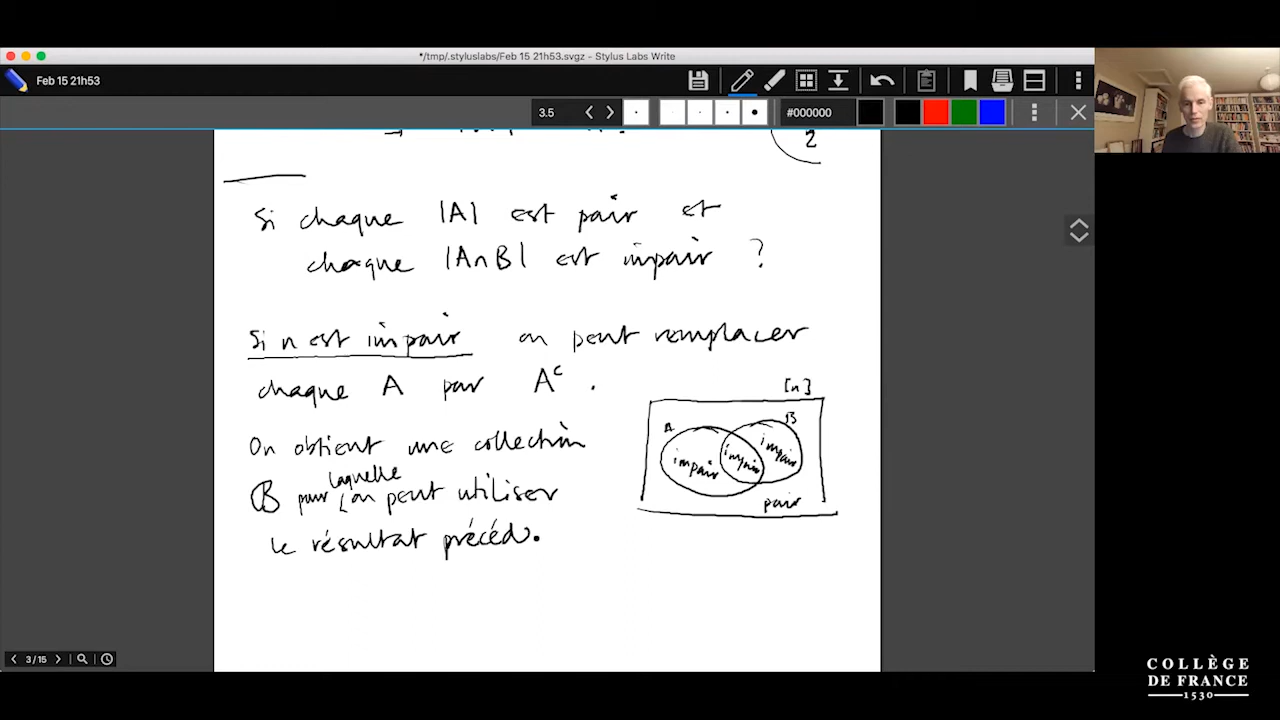 */tmp/.styluslabs/Feb 15 21h53.svgz - Stylus Labs Write
Feb 15 21h53
3.5
#000000
2
Si chaque |A| est pair et
chaque |A∩B| est impair ?
Si n est impair on peut remplacer
chaque A par Aᶜ .
[n]
A B
impair impair impair
pair
On obtient une collection
laquelle
B pour on peut utiliser
le résultat précéd.
3/15
COLLÈGE
DE FRANCE
1530